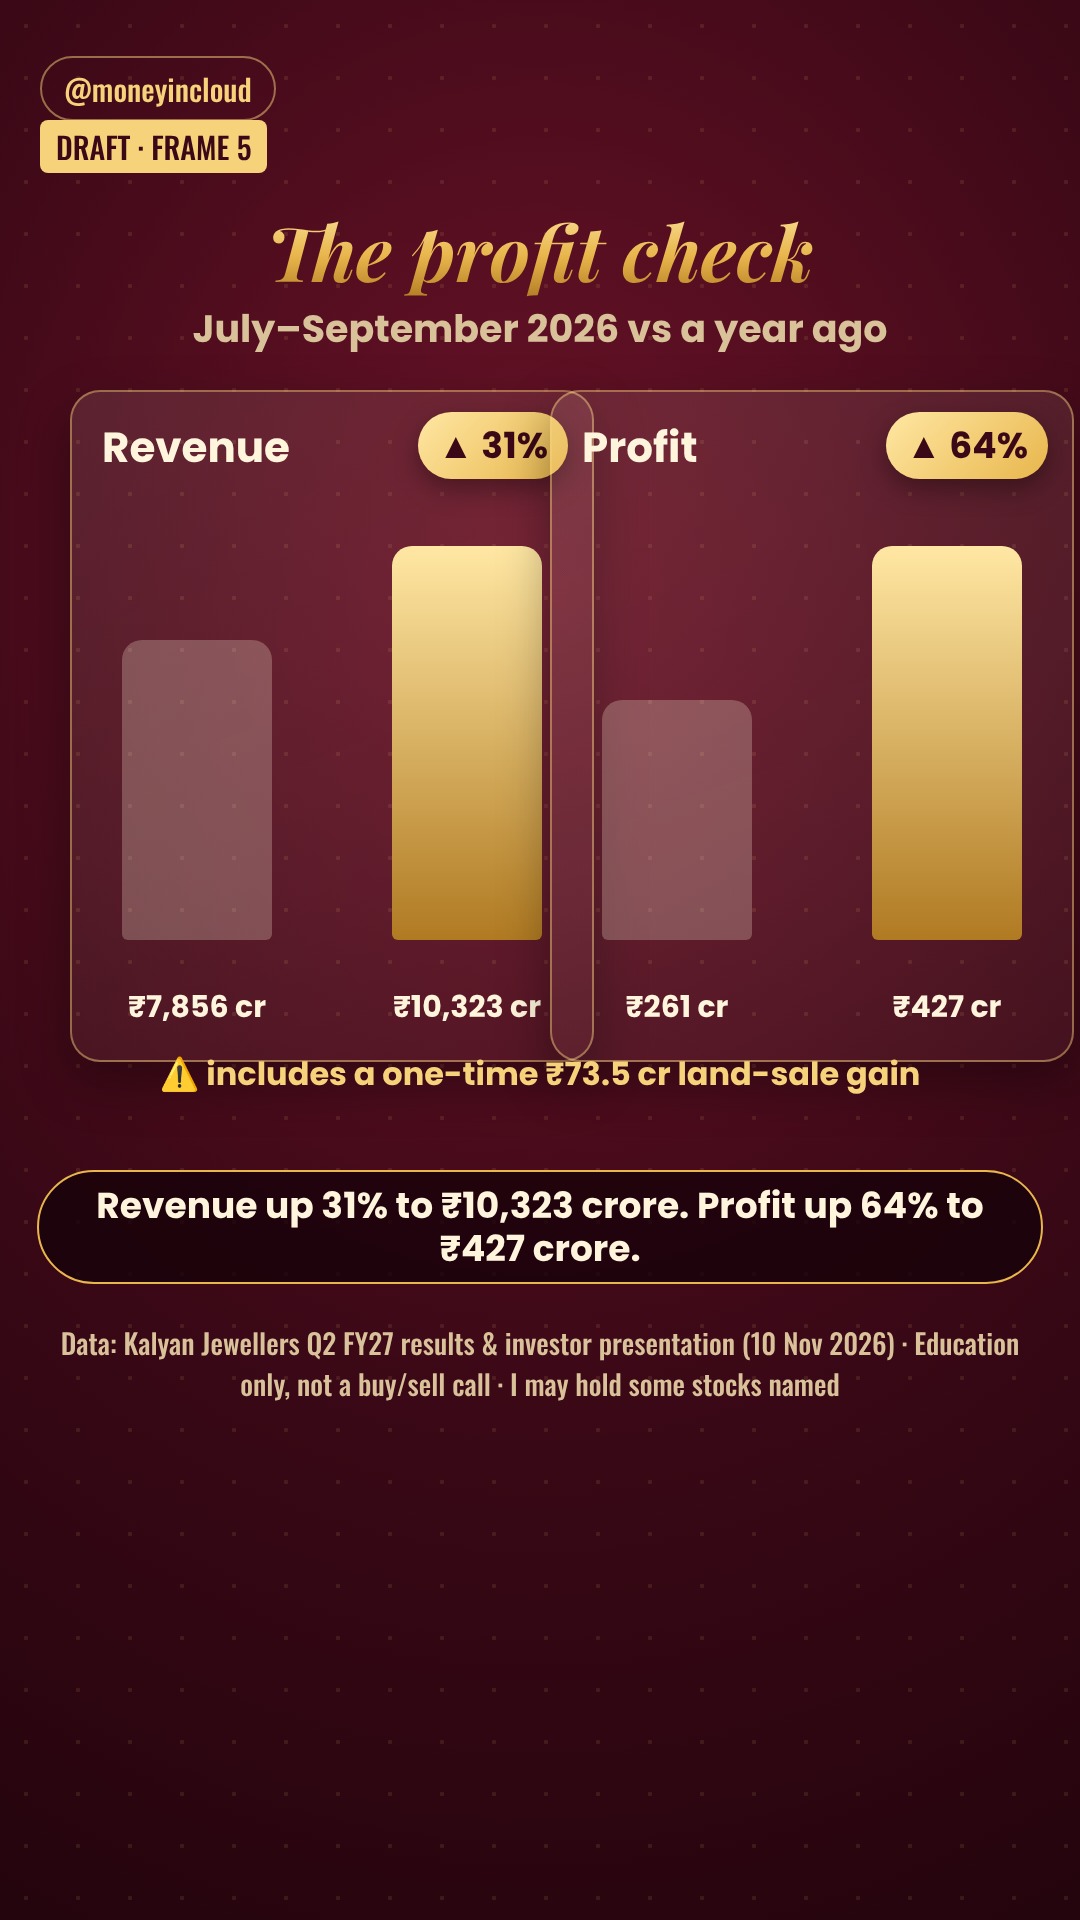 @moneyincloud
DRAFT · FRAME 5
The profit check
July–September 2026 vs a year ago
Revenue
▲ 31%
Profit
▲ 64%
₹7,856 cr
₹10,323 cr
₹261 cr
₹427 cr
⚠️ includes a one-time ₹73.5 cr land-sale gain
Revenue up 31% to ₹10,323 crore. Profit up 64% to
₹427 crore.
Data: Kalyan Jewellers Q2 FY27 results & investor presentation (10 Nov 2026) · Education
only, not a buy/sell call · I may hold some stocks named